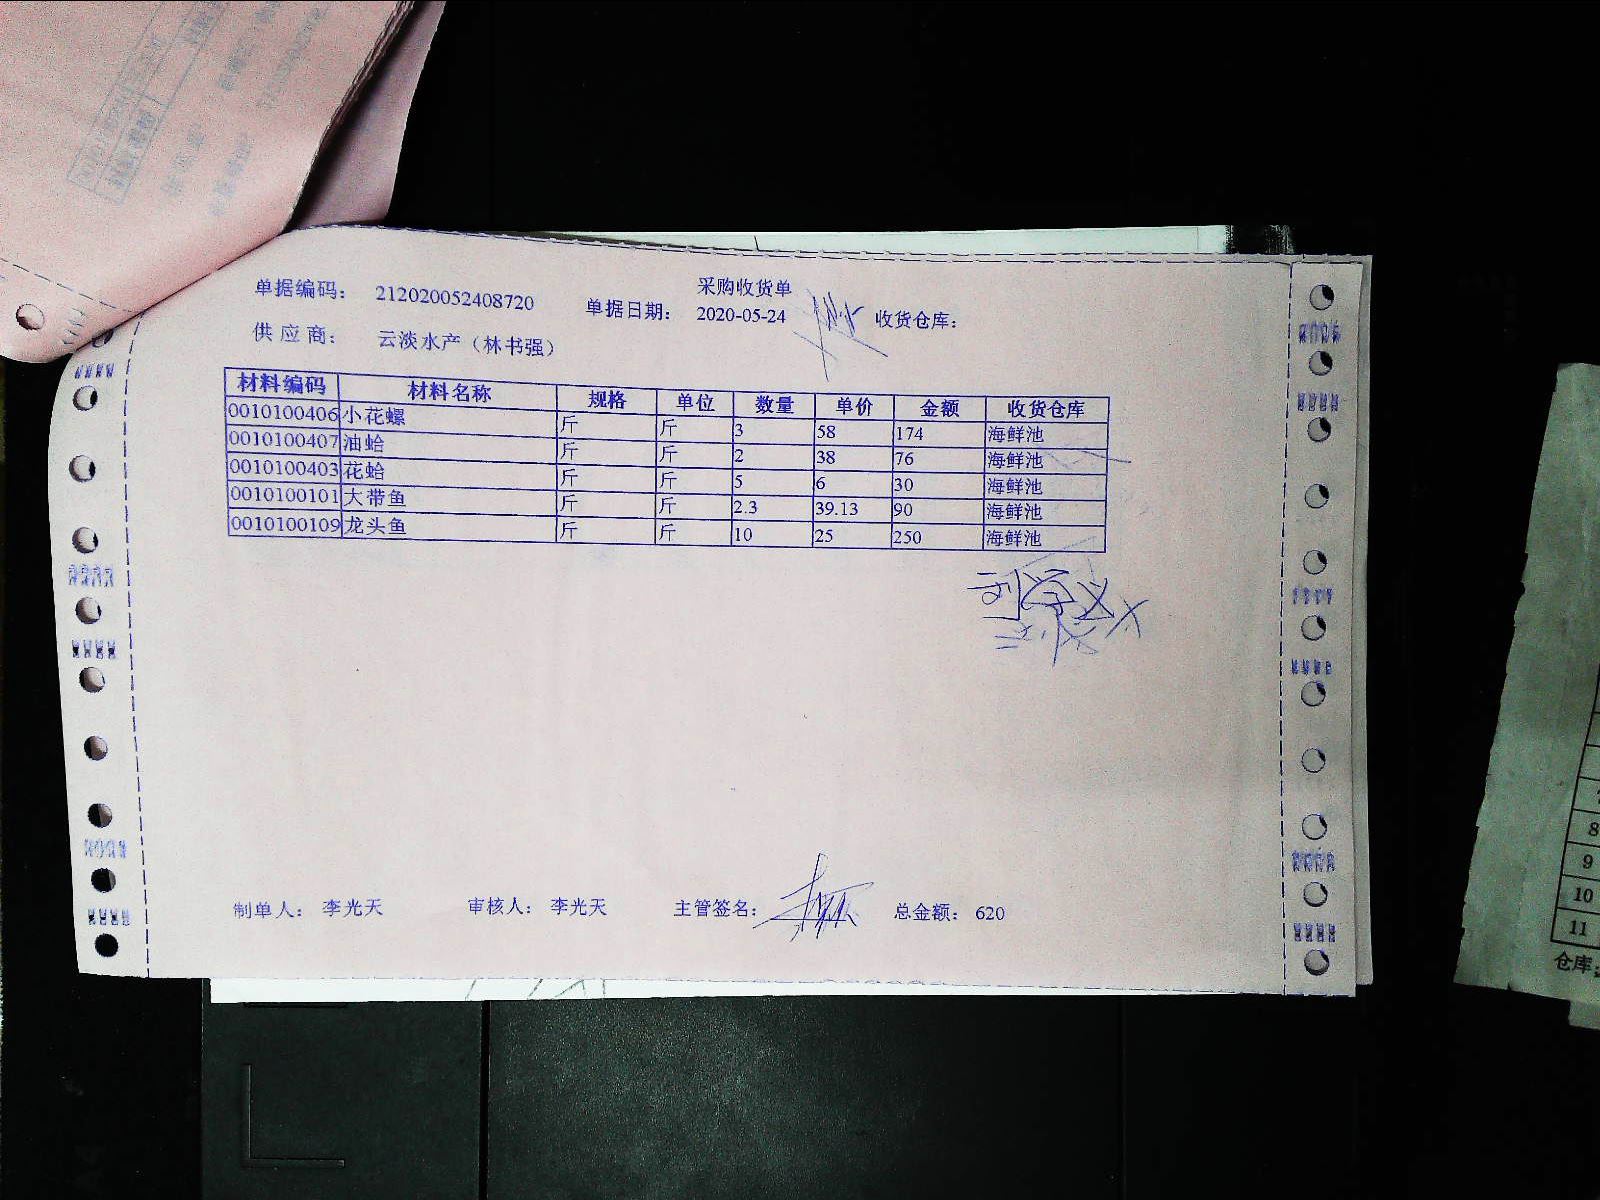 采购收货单
单据编码: 212020052408720 单据日期: 2020-05-24 收货仓库:
供应商: 云淡水产（林书强）
材料编码 材料名称 规格 单位 数量 单价 金额 收货仓库
0010100406 小花螺 斤 斤 3 58 174 海鲜池
0010100407 油蛤 斤 斤 2 38 76 海鲜池
0010100403 花蛤 斤 斤 5 6 30 海鲜池
0010100101 大带鱼 斤 斤 2.3 39.13 90 海鲜池
0010100109 龙头鱼 斤 斤 10 25 250 海鲜池
制单人: 李光天 审核人: 李光天 主管签名: 总金额: 620
8
9
10
11
仓库: